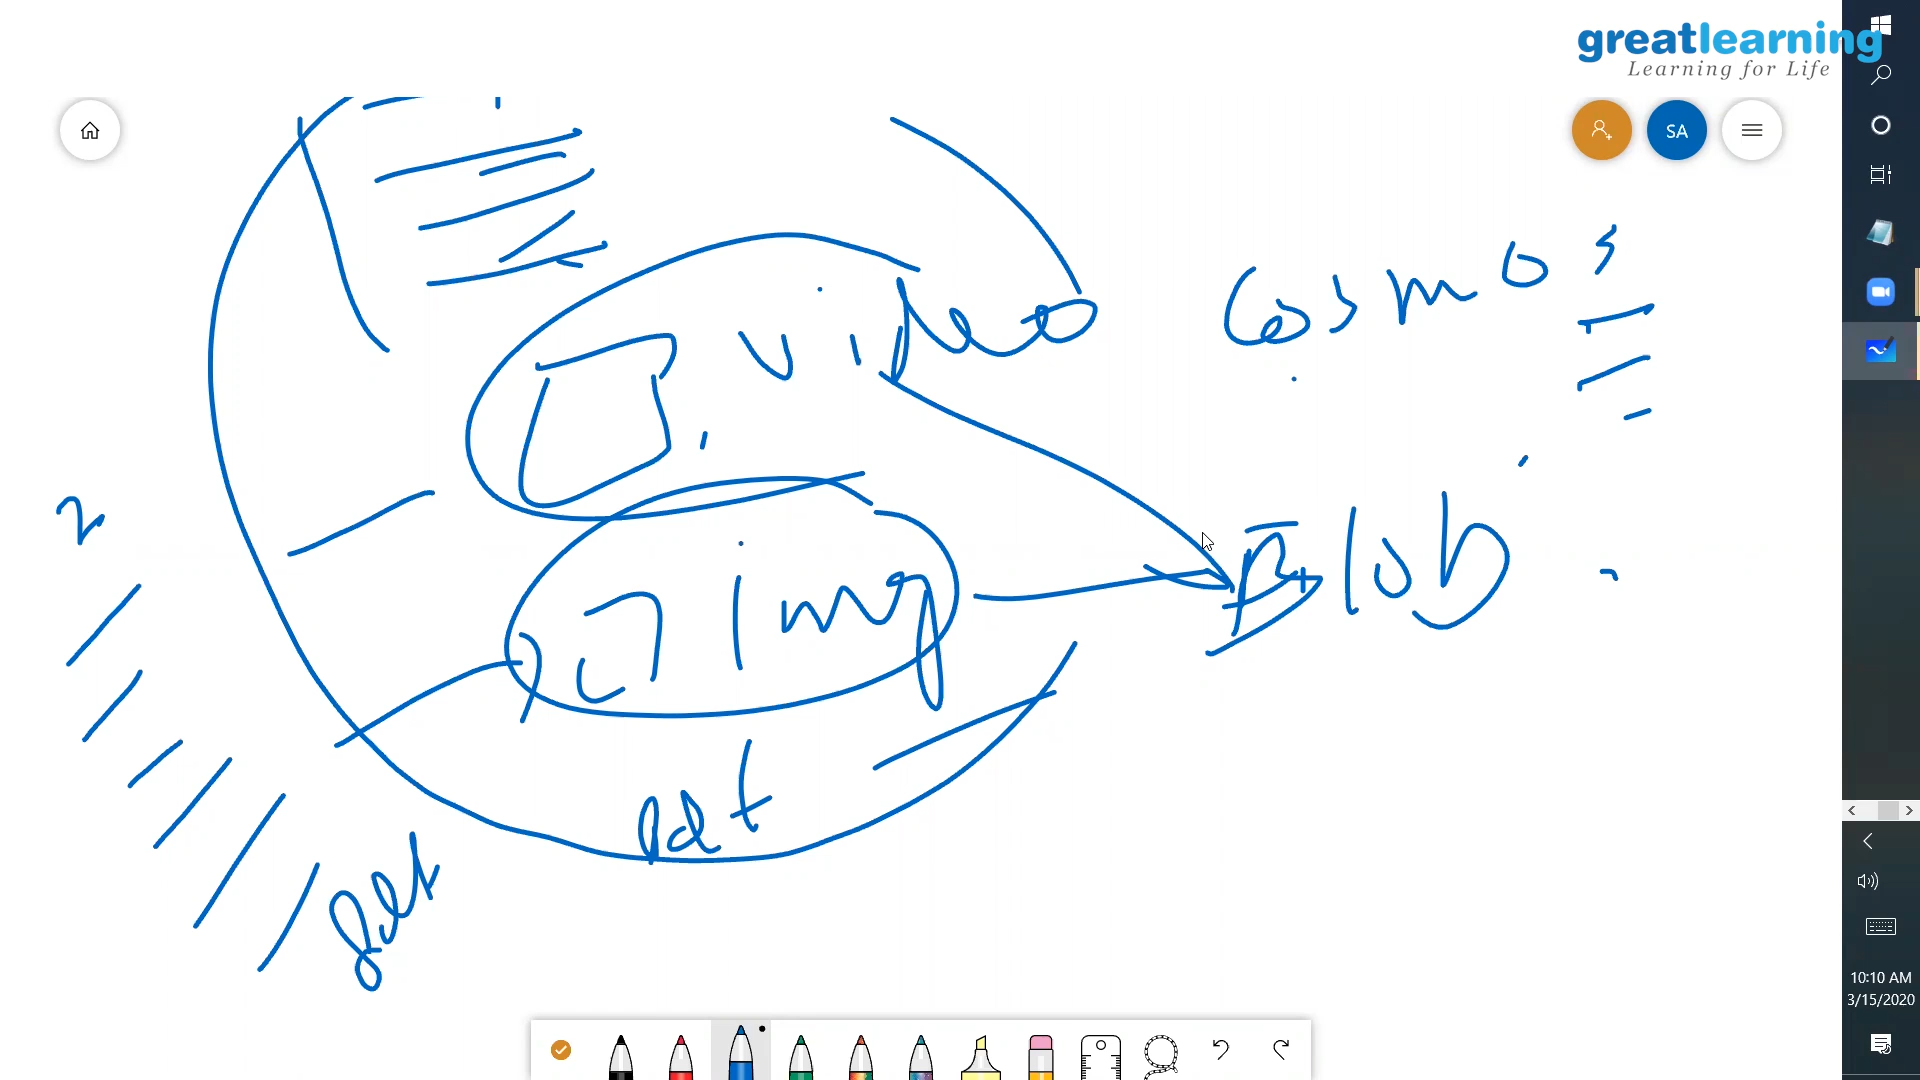 greatlearning
Learning for Life
SA
Cosmos
video
Blob
img
10:10 AM
3/15/2020